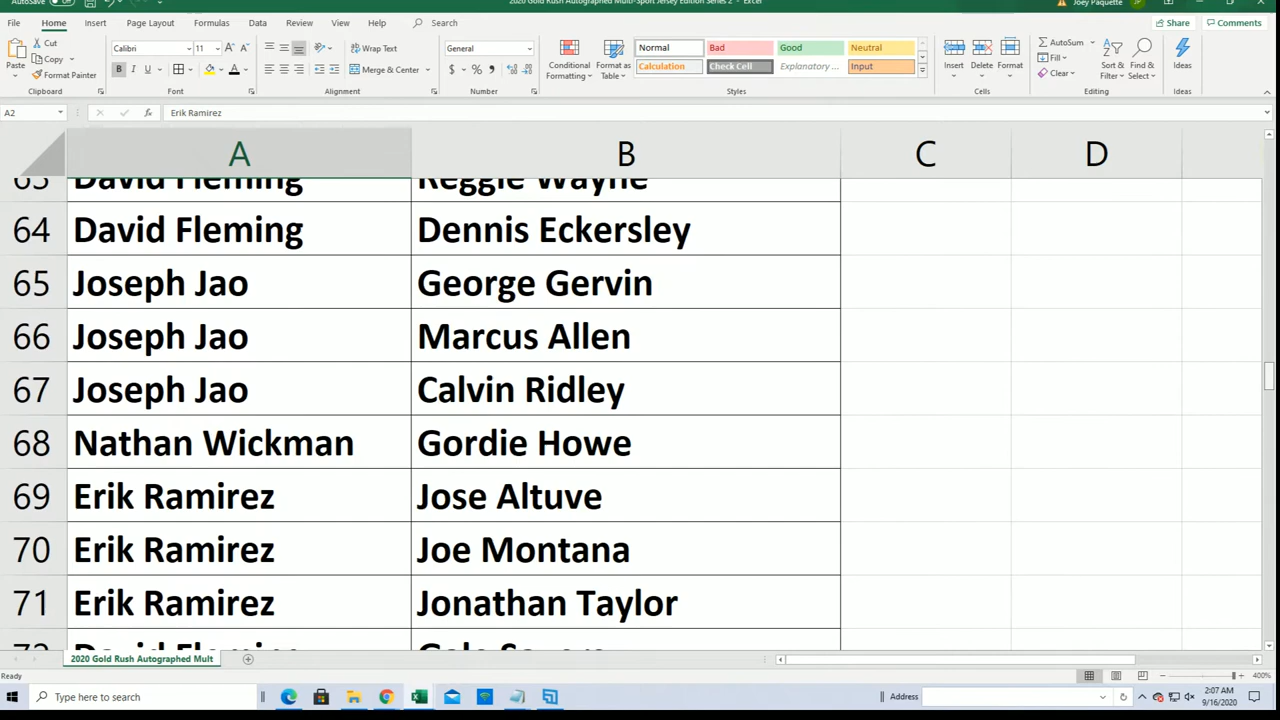 AutoSave 2020 Gold Rush Autographed Multi-Sport Jersey Edition Series 2 - Excel Joey Paquette JP
File Home Insert Page Layout Formulas Data Review View Help Search Share Comments
Paste Cut Copy Format Painter Clipboard
Calibri 11 A A B I U A Font
Wrap Text Merge & Center Alignment
General $ % Number
Conditional Formatting Format as Table
Normal Bad Good Neutral
Calculation Check Cell Explanatory ... Input
Styles
Insert Delete Format Cells
AutoSum Fill Clear Sort & Filter Find & Select Editing
Ideas Ideas
A2 fx Erik Ramirez
A B C D
63 David Fleming Reggie Wayne
64 David Fleming Dennis Eckersley
65 Joseph Jao George Gervin
66 Joseph Jao Marcus Allen
67 Joseph Jao Calvin Ridley
68 Nathan Wickman Gordie Howe
69 Erik Ramirez Jose Altuve
70 Erik Ramirez Joe Montana
71 Erik Ramirez Jonathan Taylor
72 David Fleming Gale Sayers
2020 Gold Rush Autographed Mult
Ready 400%
Type here to search Address 2:07 AM
9/16/2020